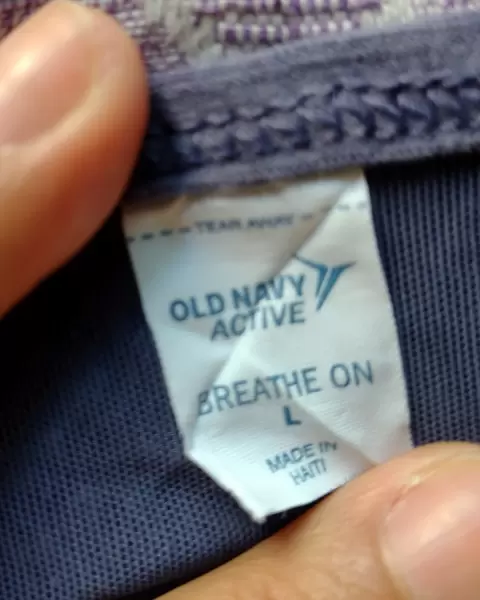 TEAR AWAY
OLD NAVY
ACTIVE
BREATHE ON
L
MADE IN
HAITI